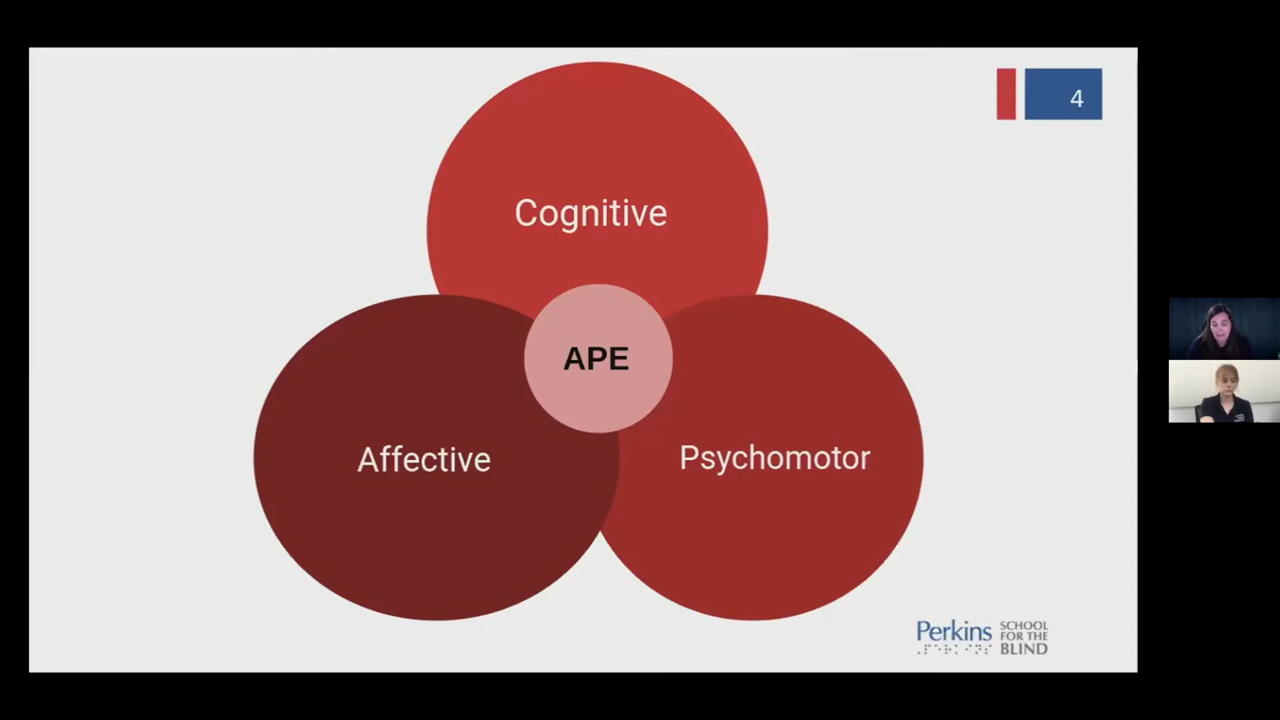 4
Cognitive
APE
Affective
Psychomotor
Perkins
SCHOOL
FOR THE
BLIND